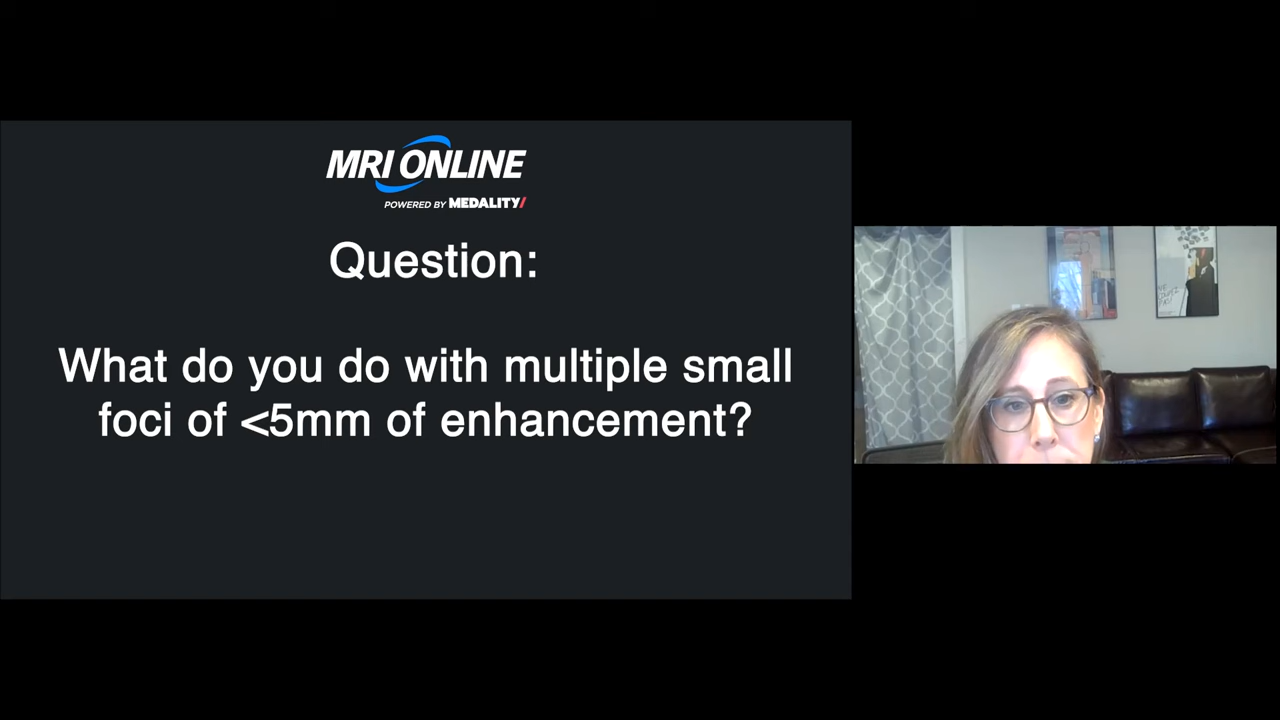 MRI ONLINE
POWERED BY MEDALITY/
Question:
What do you do with multiple small
foci of <5mm of enhancement?